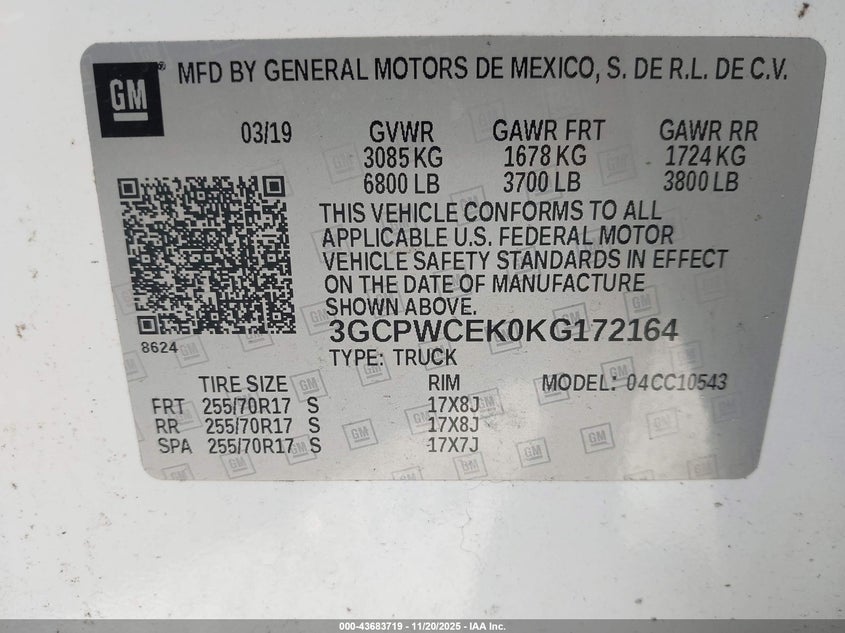 GM ® MFD BY GENERAL MOTORS DE MEXICO, S. DE R.L. DE C.V.
03/19 GVWR GAWR FRT GAWR RR
3085 KG 1678 KG 1724 KG
6800 LB 3700 LB 3800 LB
THIS VEHICLE CONFORMS TO ALL
APPLICABLE U.S. FEDERAL MOTOR
VEHICLE SAFETY STANDARDS IN EFFECT
ON THE DATE OF MANUFACTURE
SHOWN ABOVE.
8624 3GCPWCEK0KG172164
TYPE: TRUCK
TIRE SIZE RIM MODEL: 04CC10543
FRT 255/70R17 S 17X8J
RR 255/70R17 S 17X8J
SPA 255/70R17 S 17X7J
000-43683719 - 11/20/2025 - IAA Inc.